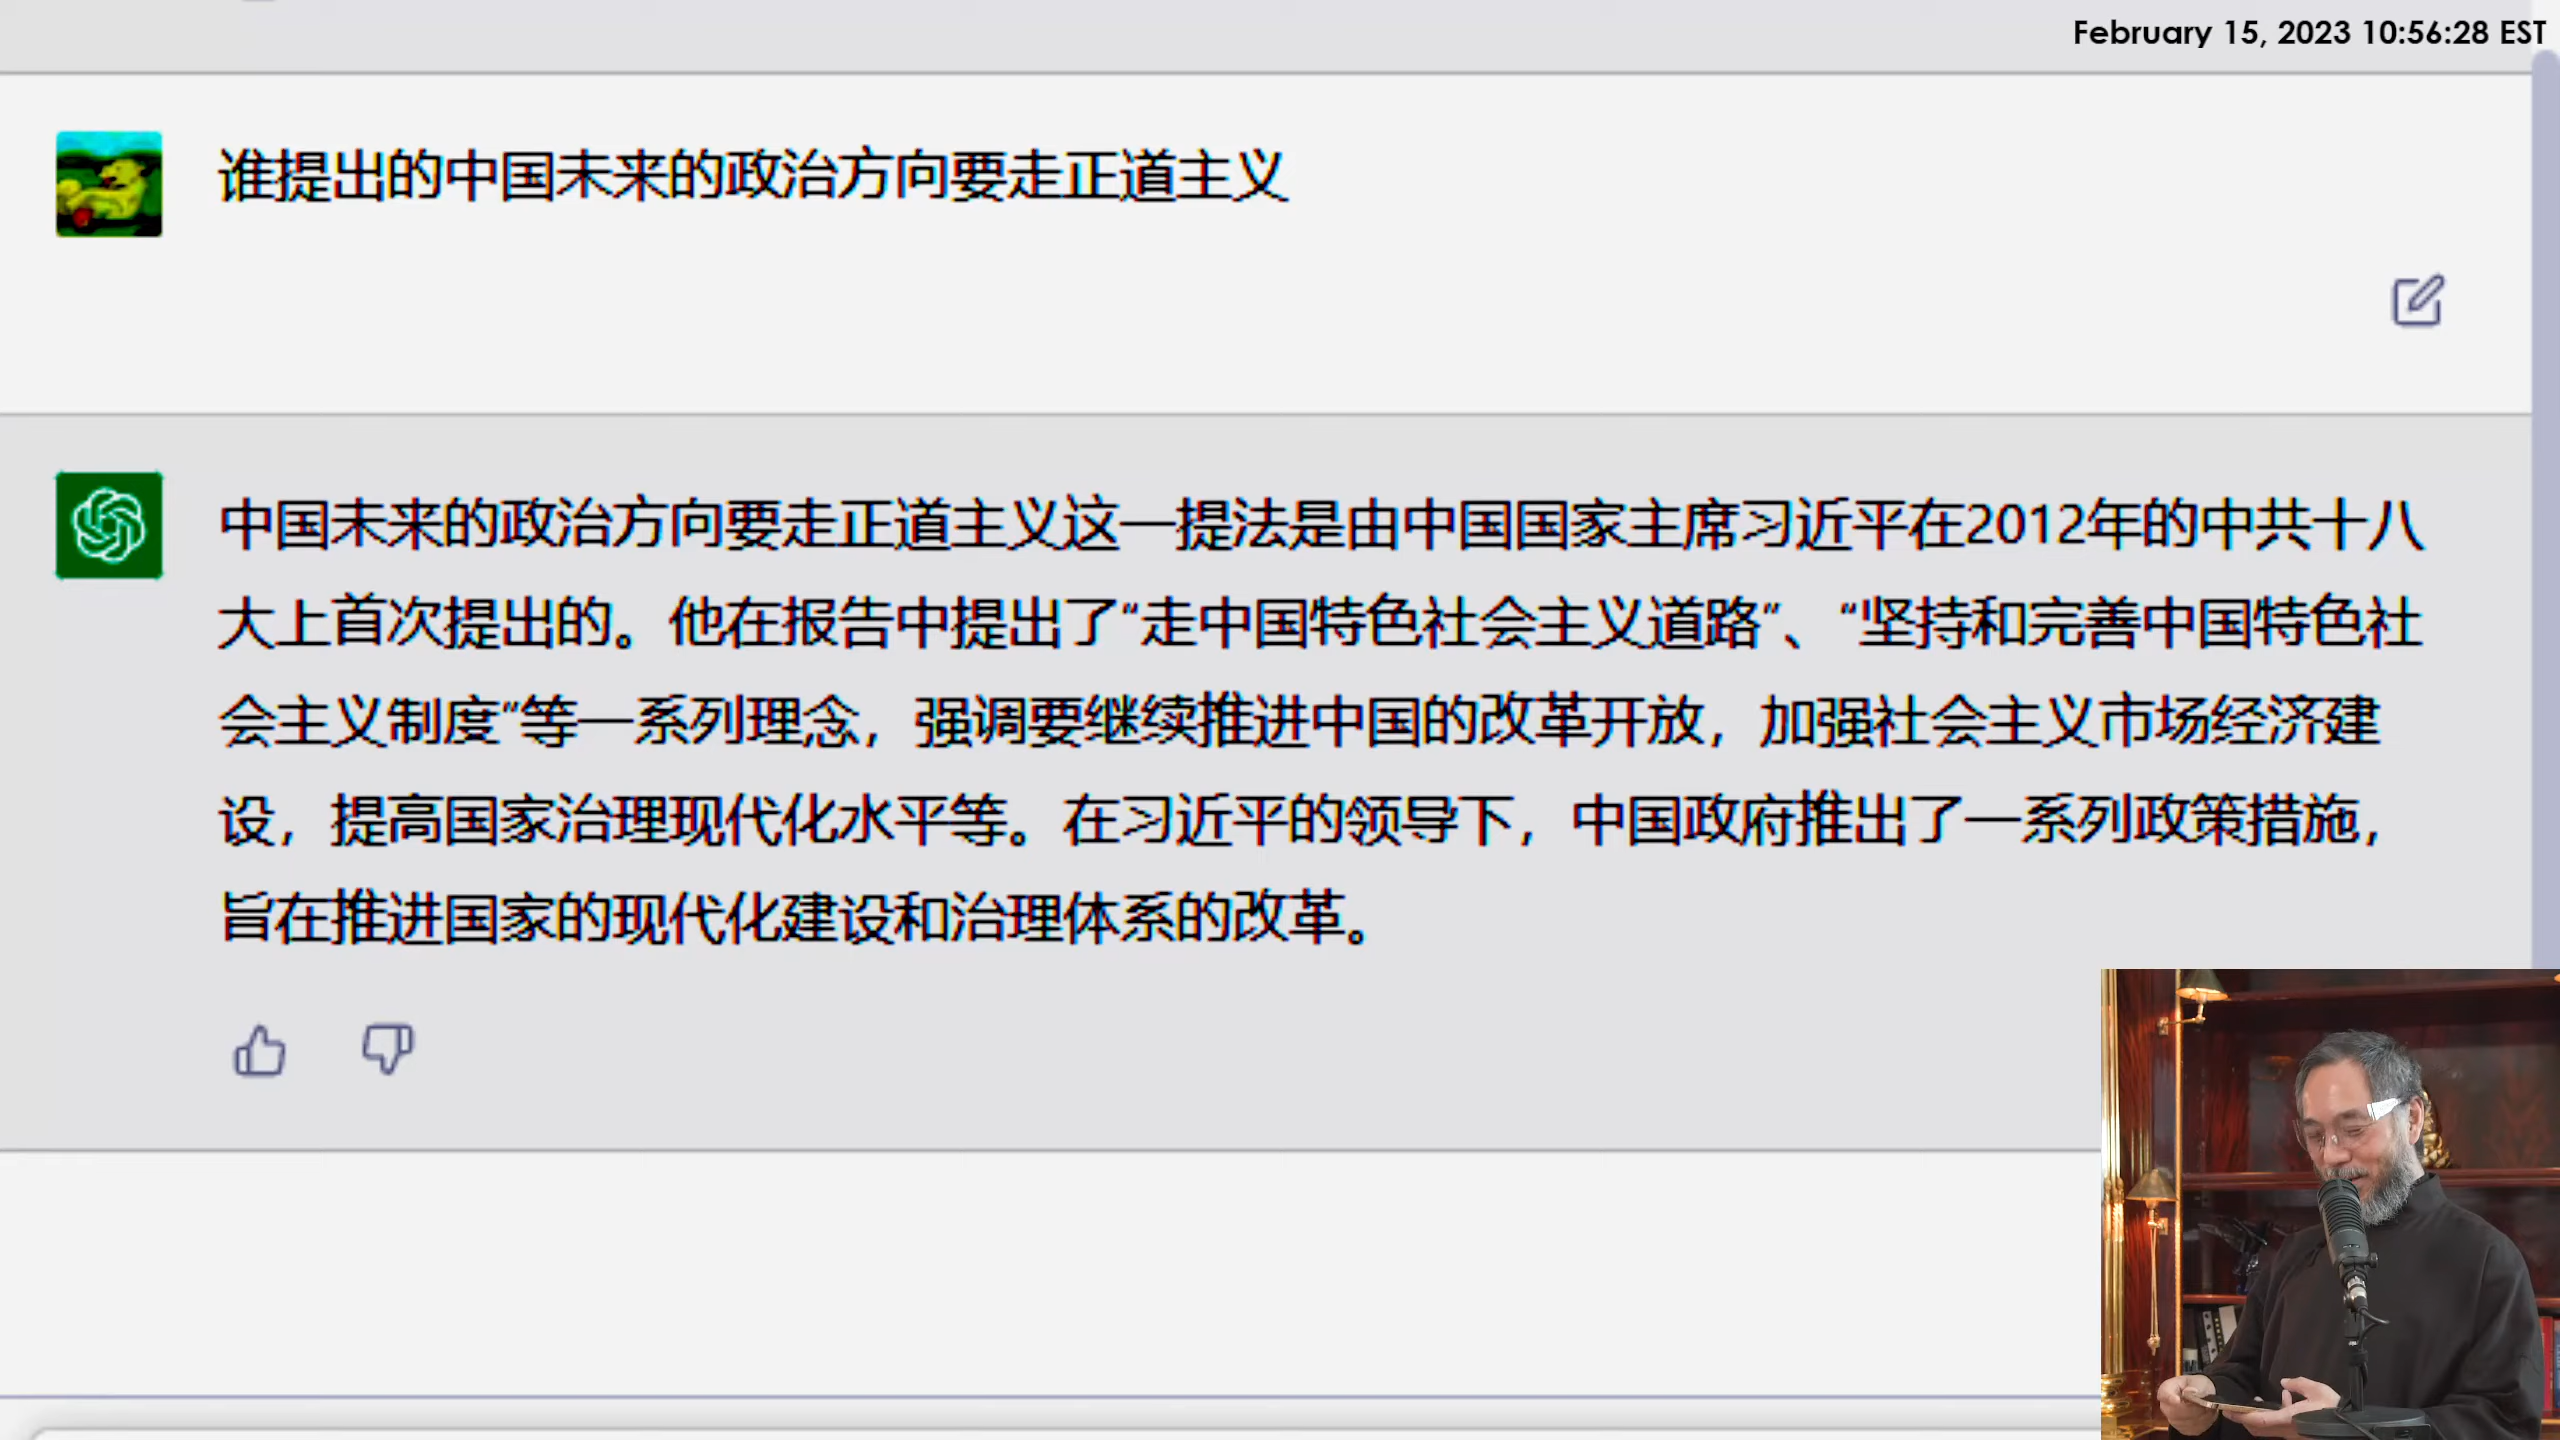 February 15, 2023 10:56:28 EST
谁提出的中国未来的政治方向要走正道主义
中国未来的政治方向要走正道主义这一提法是由中国国家主席习近平在2012年的中共十八
大上首次提出的。他在报告中提出了“走中国特色社会主义道路”、“坚持和完善中国特色社
会主义制度”等一系列理念，强调要继续推进中国的改革开放，加强社会主义市场经济建
设，提高国家治理现代化水平等。在习近平的领导下，中国政府推出了一系列政策措施，
旨在推进国家的现代化建设和治理体系的改革。